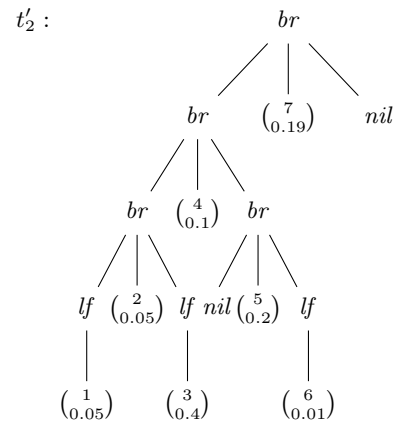 t′₂ : br
br (7 0.19) nil
br (4 0.1) br
lf (2 0.05) lf nil (5 0.2) lf
(1 0.05) (3 0.4) (6 0.01)